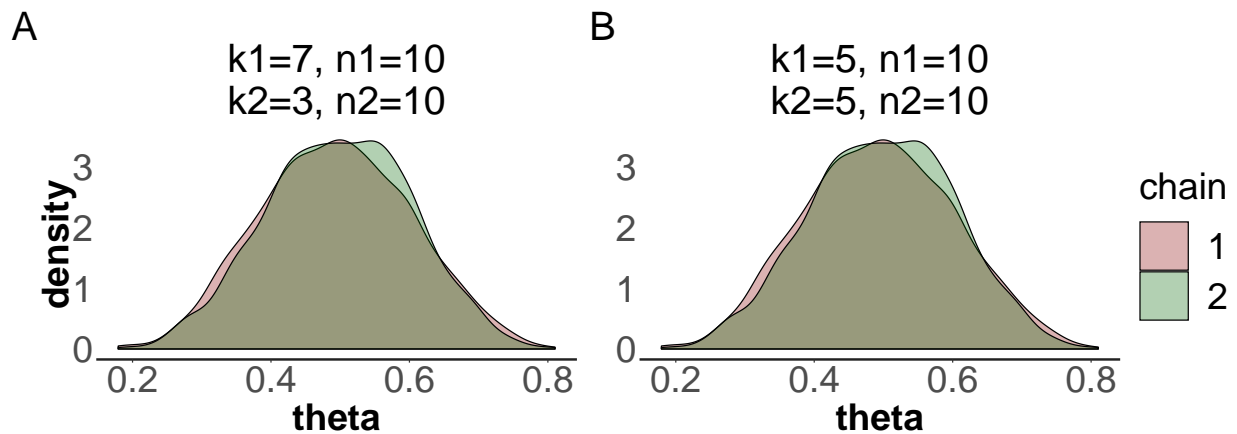 A
k1=7, n1=10
k2=3, n2=10
density
3
2
1
0
0.2 0.4 0.6 0.8
theta
B
k1=5, n1=10
k2=5, n2=10
3
2
1
0
0.2 0.4 0.6 0.8
theta
chain
1
2